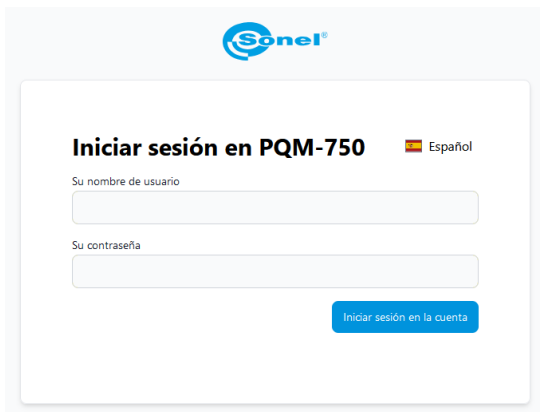 Sonel®
Iniciar sesión en PQM-750
Español
Su nombre de usuario
Su contraseña
Iniciar sesión en la cuenta